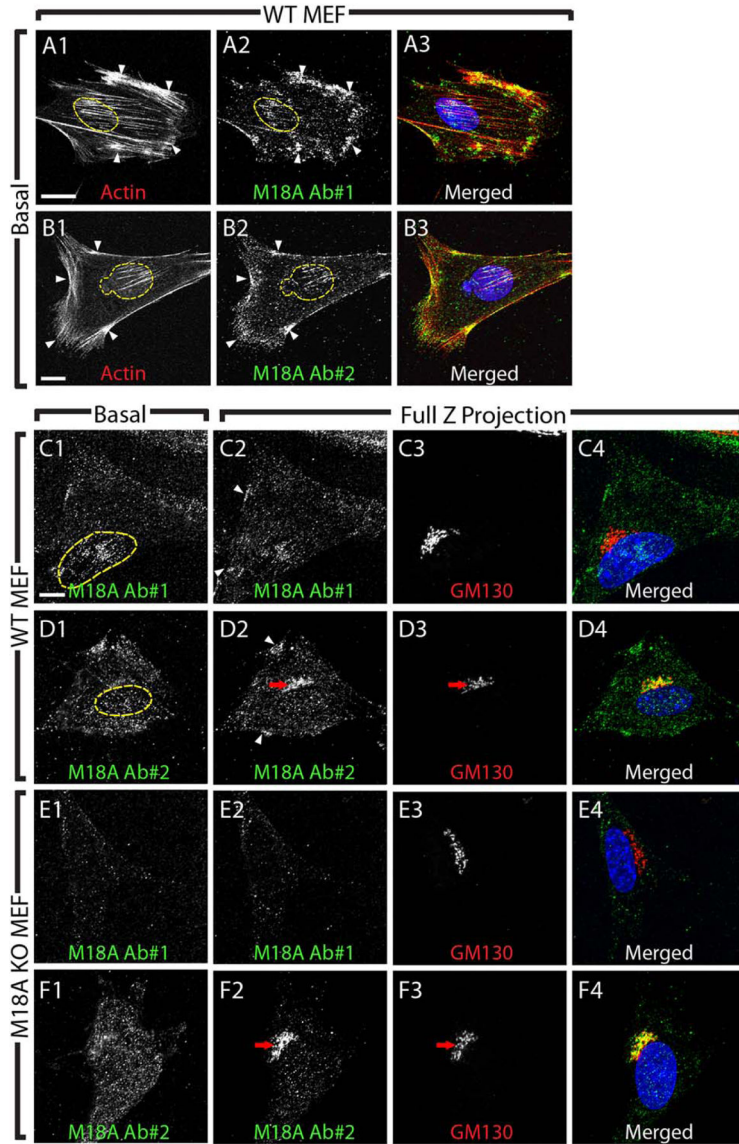 WT MEF
Basal
A1 A2 A3
Actin M18A Ab#1 Merged
B1 B2 B3
Actin M18A Ab#2 Merged
Basal Full Z Projection
WT MEF
C1 C2 C3 C4
M18A Ab#1 M18A Ab#1 GM130 Merged
D1 D2 D3 D4
M18A Ab#2 M18A Ab#2 GM130 Merged
M18A KO MEF
E1 E2 E3 E4
M18A Ab#1 M18A Ab#1 GM130 Merged
F1 F2 F3 F4
M18A Ab#2 M18A Ab#2 GM130 Merged